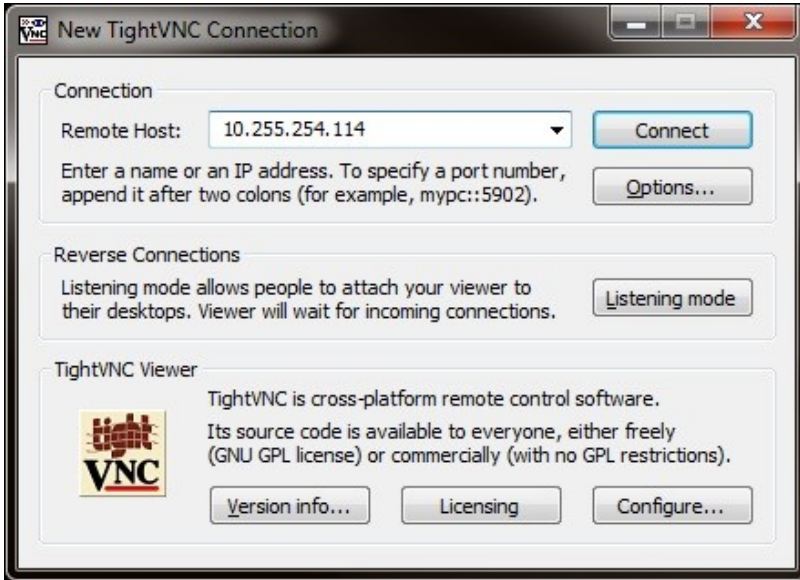 New TightVNC Connection
Connection
Remote Host: 10.255.254.114 Connect
Enter a name or an IP address. To specify a port number,
append it after two colons (for example, mypc::5902).
Options...
Reverse Connections
Listening mode allows people to attach your viewer to
their desktops. Viewer will wait for incoming connections.
Listening mode
TightVNC Viewer
tight
VNC
TightVNC is cross-platform remote control software.
Its source code is available to everyone, either freely
(GNU GPL license) or commercially (with no GPL restrictions).
Version info... Licensing Configure...